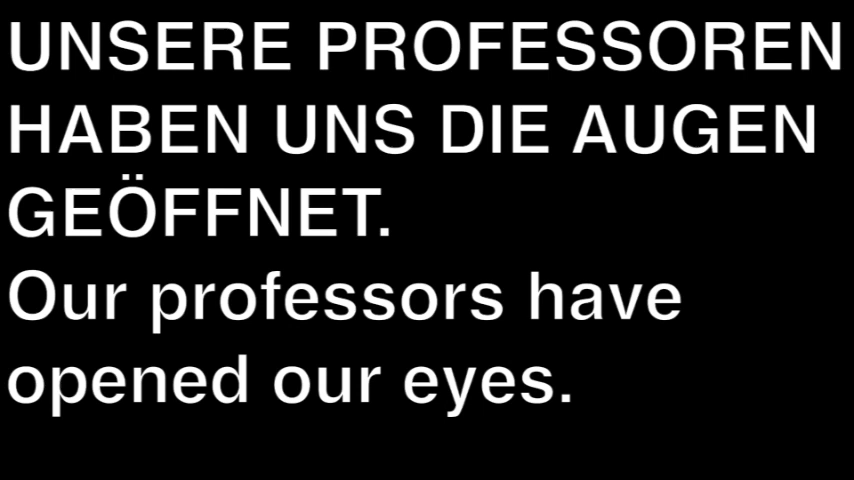 UNSERE PROFESSOREN
HABEN UNS DIE AUGEN
GEÖFFNET.
Our professors have
opened our eyes.